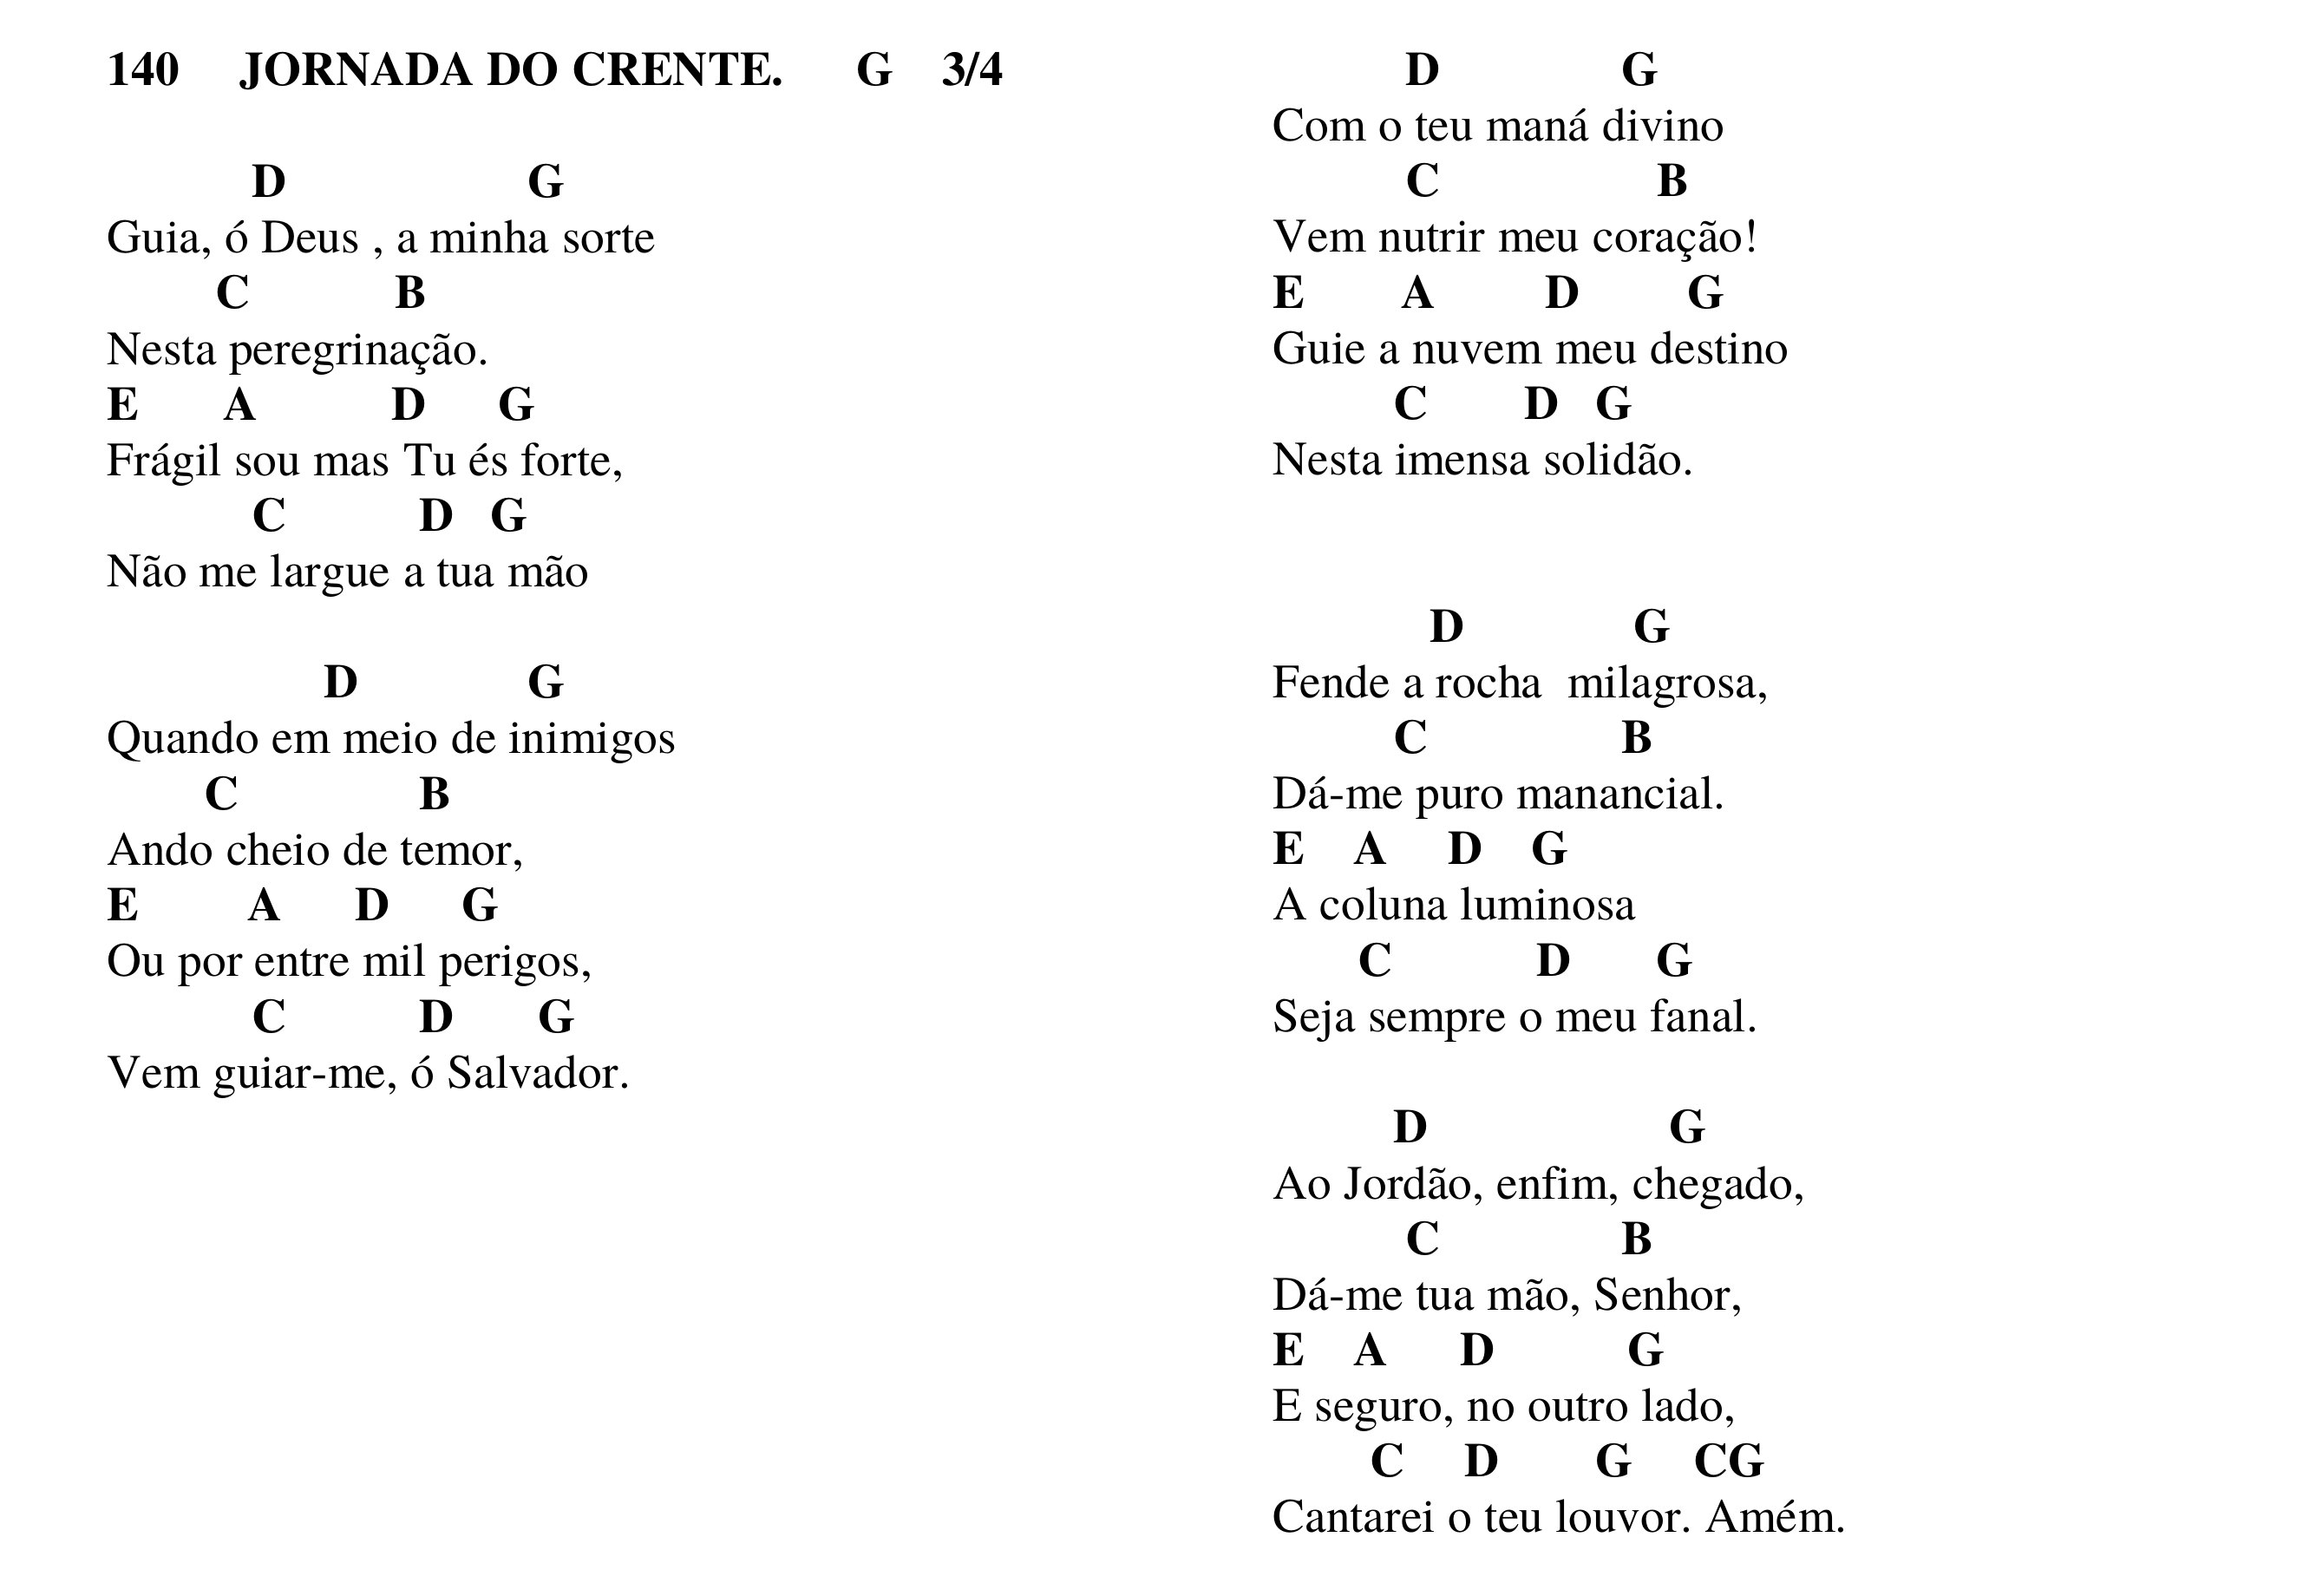 140 JORNADA DO CRENTE. G 3/4
D G
Guia, ó Deus , a minha sorte
C B
Nesta peregrinação.
E A D G
Frágil sou mas Tu és forte,
C D G
Não me largue a tua mão
D G
Quando em meio de inimigos
C B
Ando cheio de temor,
E A D G
Ou por entre mil perigos,
C D G
Vem guiar-me, ó Salvador.
D G
Com o teu maná divino
C B
Vem nutrir meu coração!
E A D G
Guie a nuvem meu destino
C D G
Nesta imensa solidão.
D G
Fende a rocha milagrosa,
C B
Dá-me puro manancial.
E A D G
A coluna luminosa
C D G
Seja sempre o meu fanal.
D G
Ao Jordão, enfim, chegado,
C B
Dá-me tua mão, Senhor,
E A D G
E seguro, no outro lado,
C D G CG
Cantarei o teu louvor. Amém.